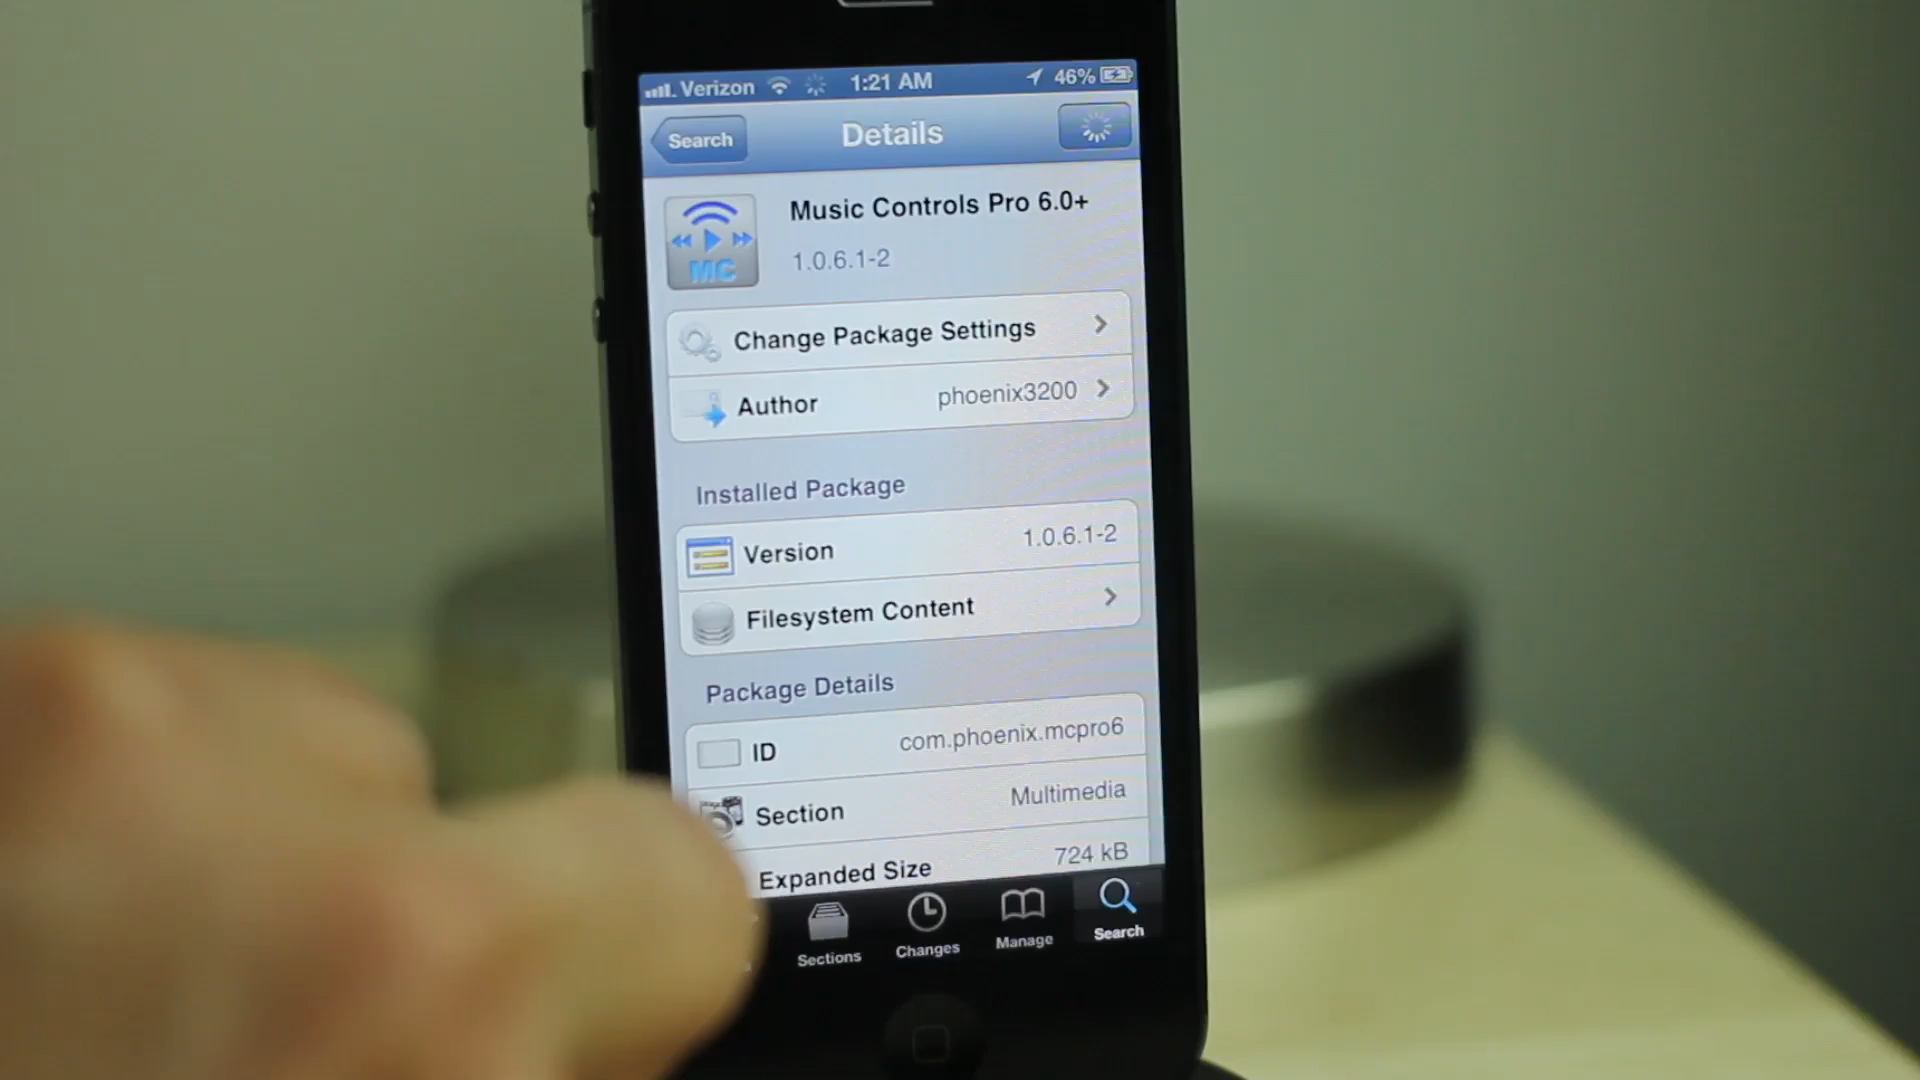 Verizon 1:21 AM 46%
Search Details
Music Controls Pro 6.0+
1.0.6.1-2
MC
Change Package Settings
Author phoenix3200
Installed Package
Version 1.0.6.1-2
Filesystem Content
Package Details
ID com.phoenix.mcpro6
Section Multimedia
Expanded Size 724 kB
Sections Changes Manage Search